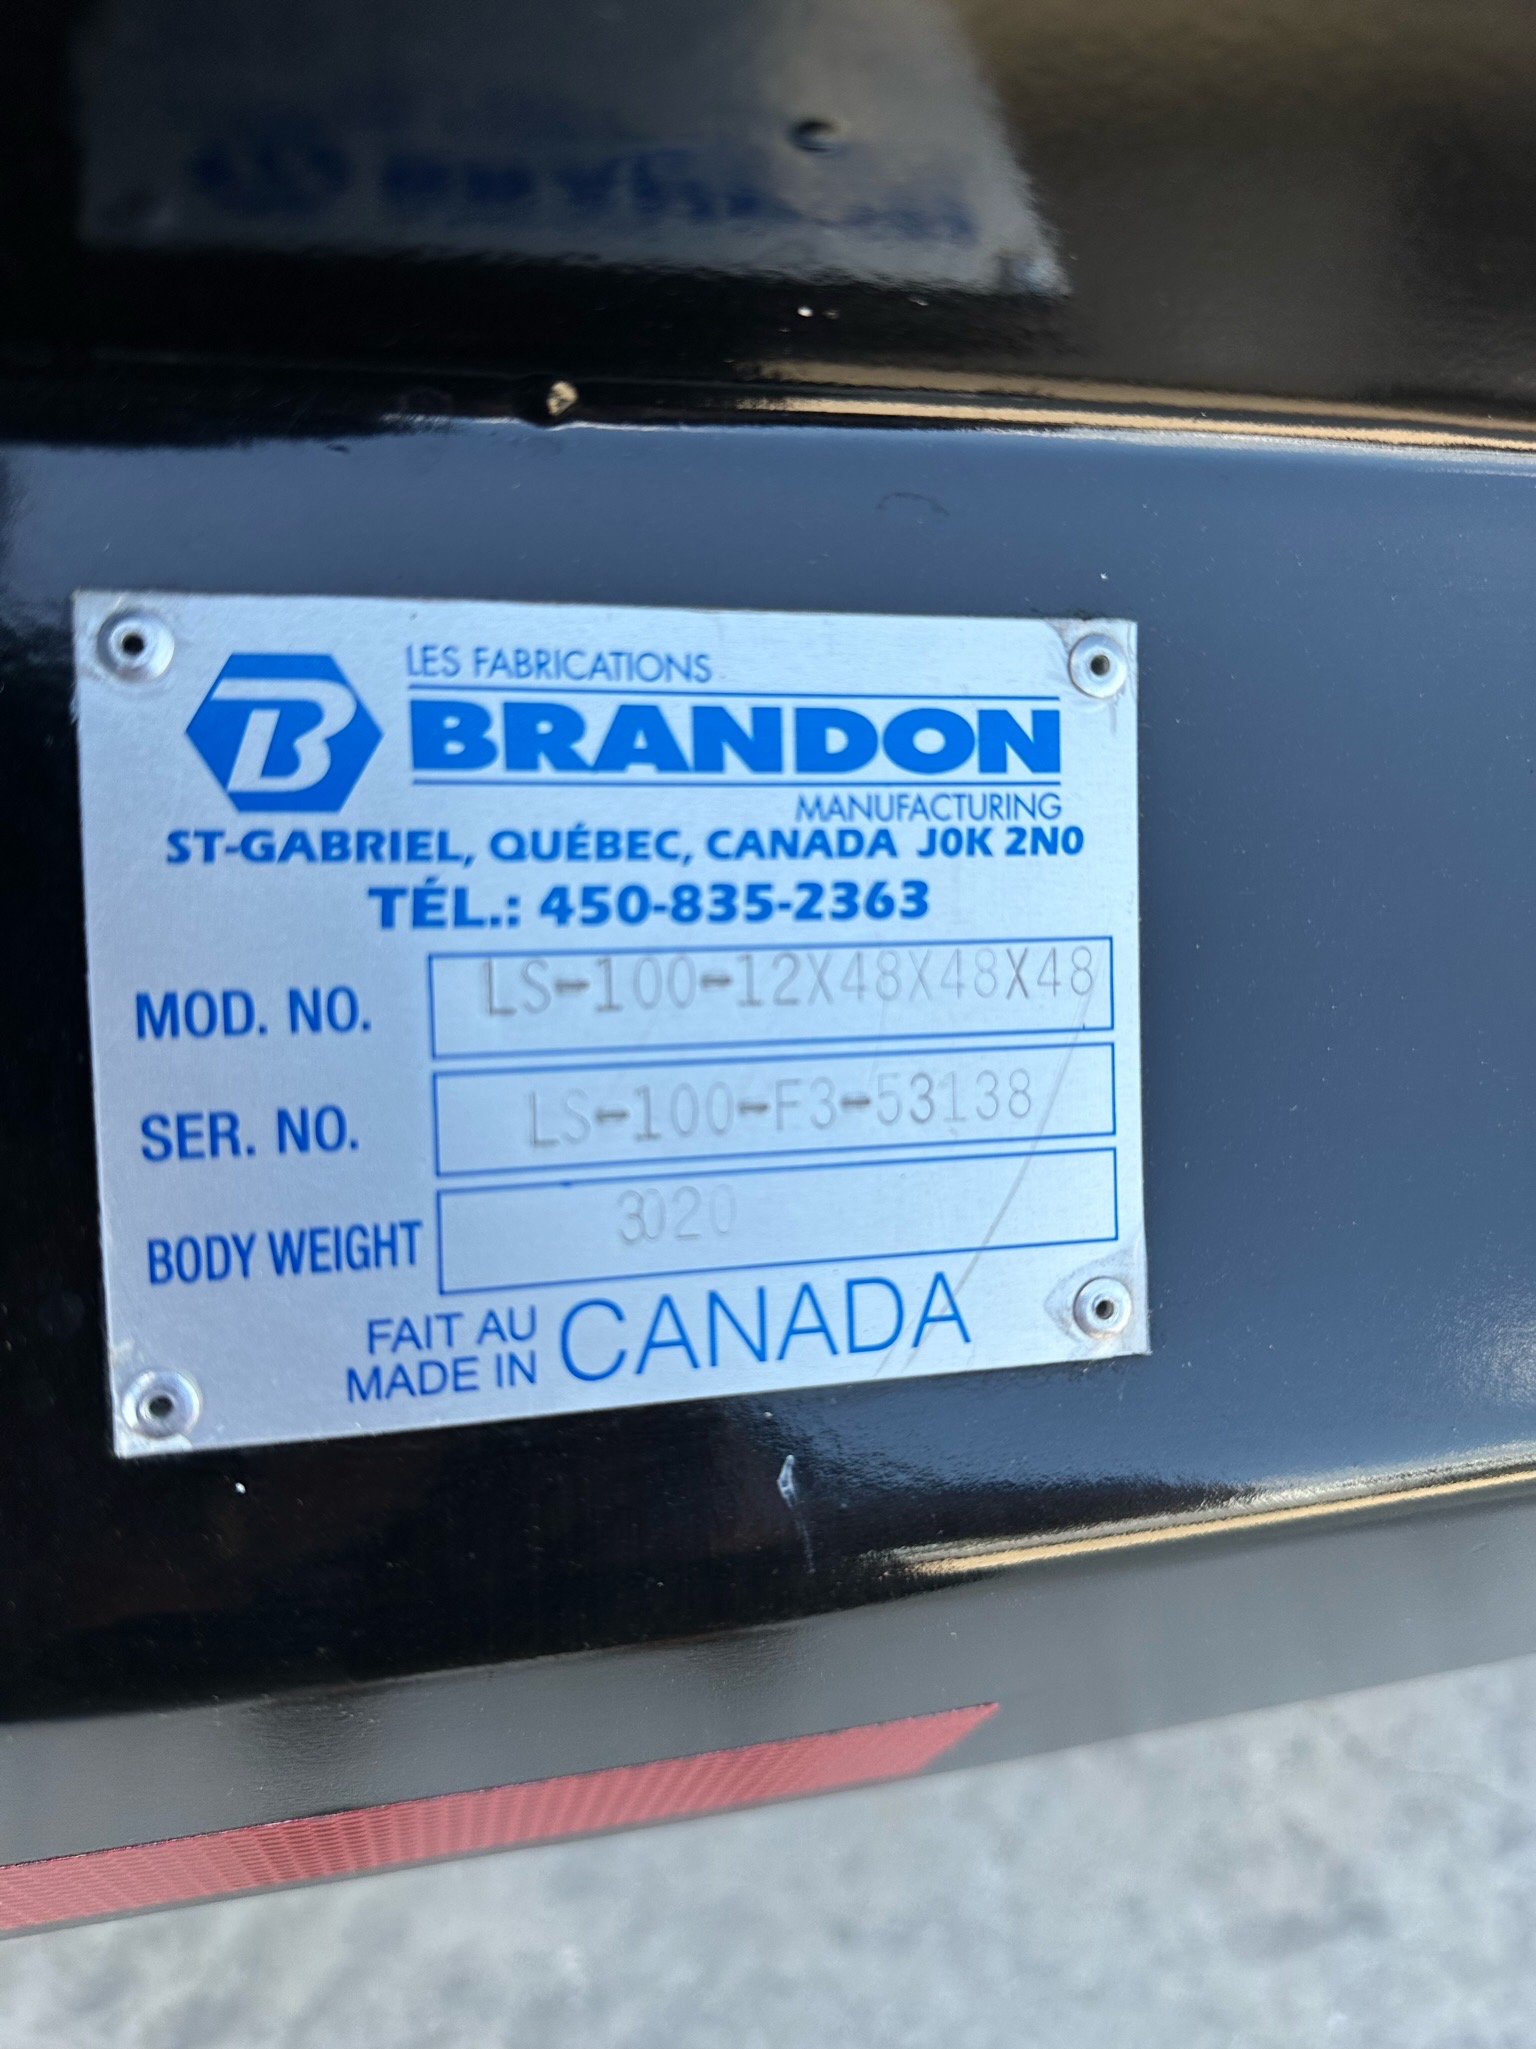 LES FABRICATIONS
B BRANDON
MANUFACTURING
ST-GABRIEL, QUÉBEC, CANADA J0K 2N0
TÉL.: 450-835-2363
MOD. NO. LS-100-12X48X48X48
SER. NO. LS-100-F3-53138
BODY WEIGHT 3020
FAIT AU
MADE IN CANADA